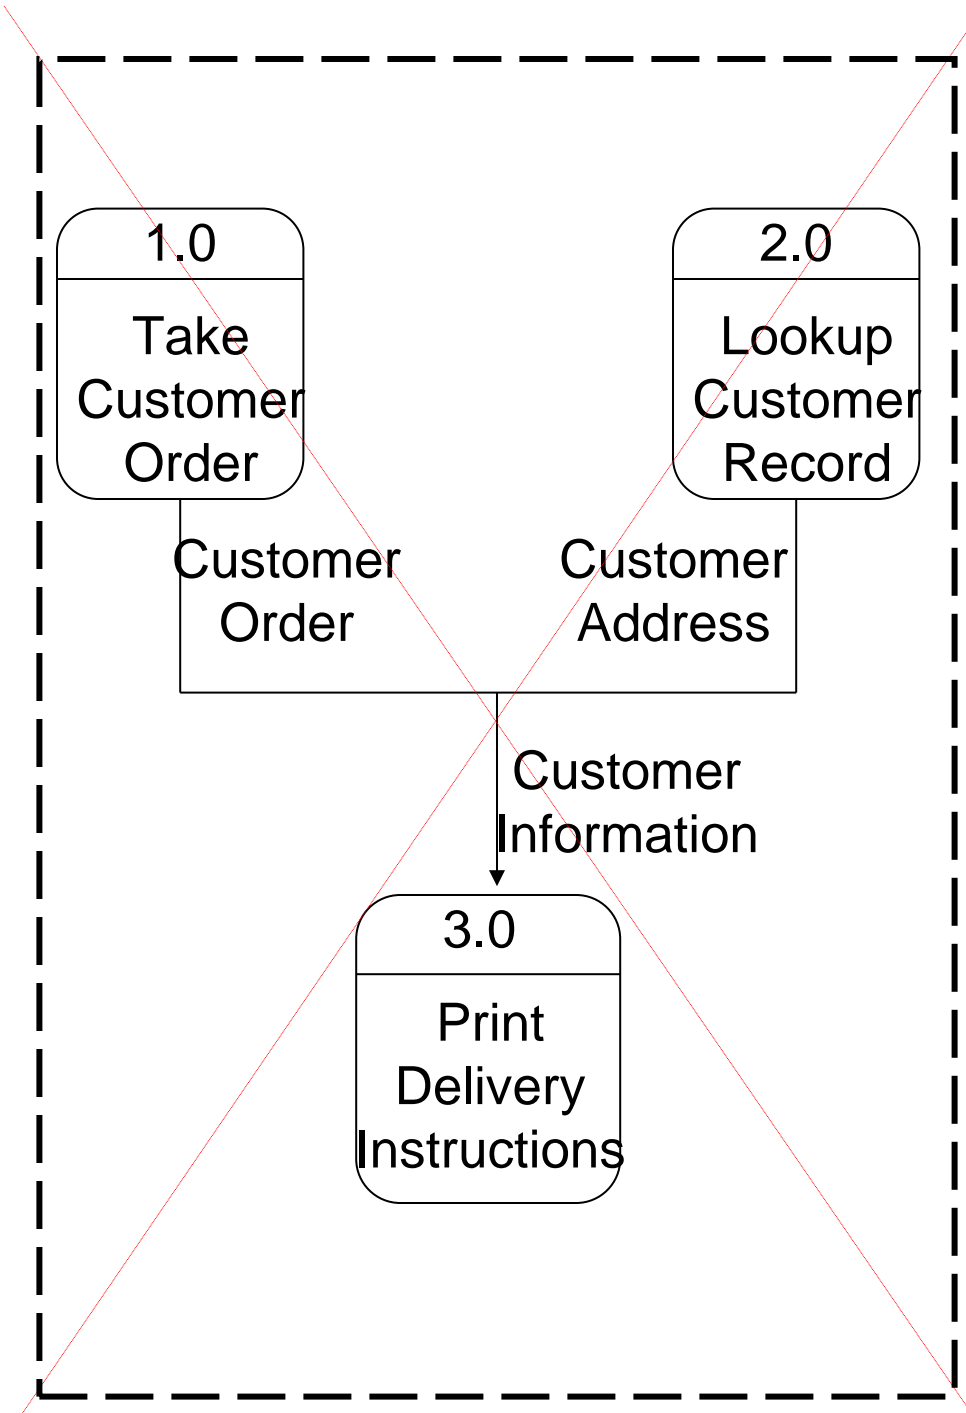 1.0
Take
Customer
Order
2.0
Lookup
Customer
Record
Customer
Order
Customer
Address
Customer
Information
3.0
Print
Delivery
Instructions